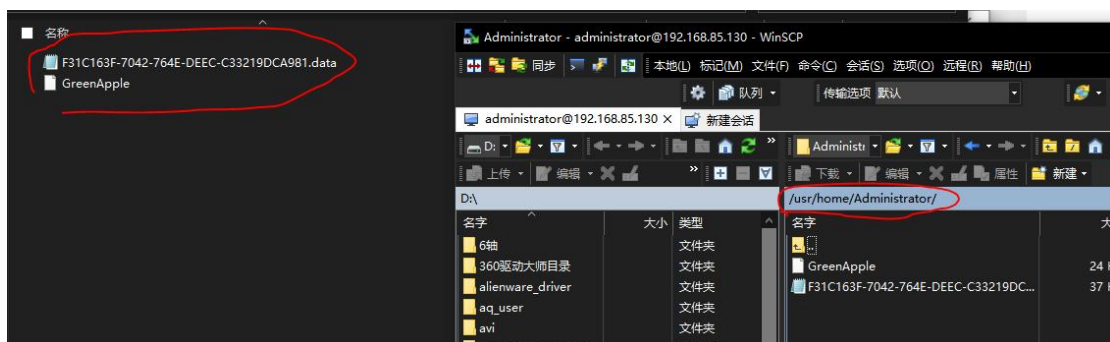 名称
F31C163F-7042-764E-DEEC-C33219DCA981.data
GreenApple
Administrator - administrator@192.168.85.130 - WinSCP
同步 本地(L) 标记(M) 文件(F) 命令(C) 会话(S) 选项(O) 远程(R) 帮助(H)
队列 传输选项 默认
administrator@192.168.85.130 × 新建会话
D: Administ
上传 编辑 » 下载 编辑 属性 新建
D:\ /usr/home/Administrator/
名字 大小 类型 名字
6轴 文件夹 ..
360驱动大师目录 文件夹 GreenApple 24
alienware_driver 文件夹 F31C163F-7042-764E-DEEC-C33219DC... 37
aq_user 文件夹
avi 文件夹